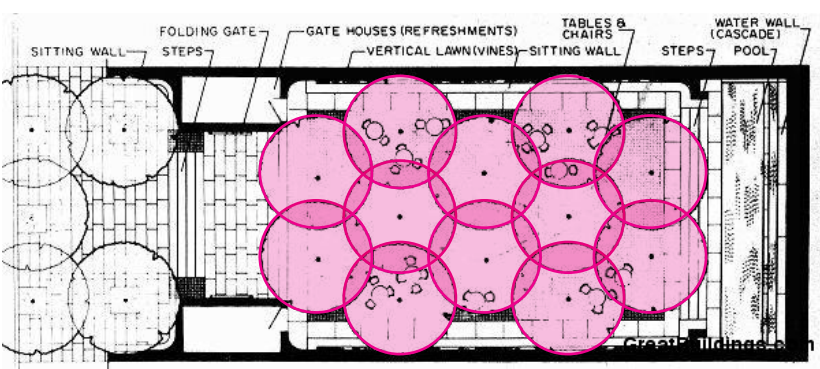 TABLES &
CHAIRS
WATER WALL
(CASCADE)
FOLDING GATE
GATE HOUSES (REFRESHMENTS)
SITTING WALL
STEPS
VERTICAL LAWN (VINES)
SITTING WALL
STEPS
POOL
GreatBuildings.com